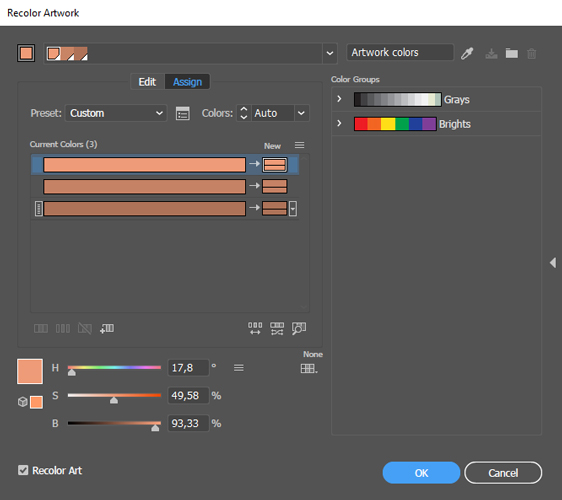 Recolor Artwork
Artwork colors
Edit Assign
Color Groups
Preset: Custom Colors: Auto
Grays
Brights
Current Colors (3) New
None
H 17,8 °
S 49,58 %
B 93,33 %
Recolor Art
OK Cancel